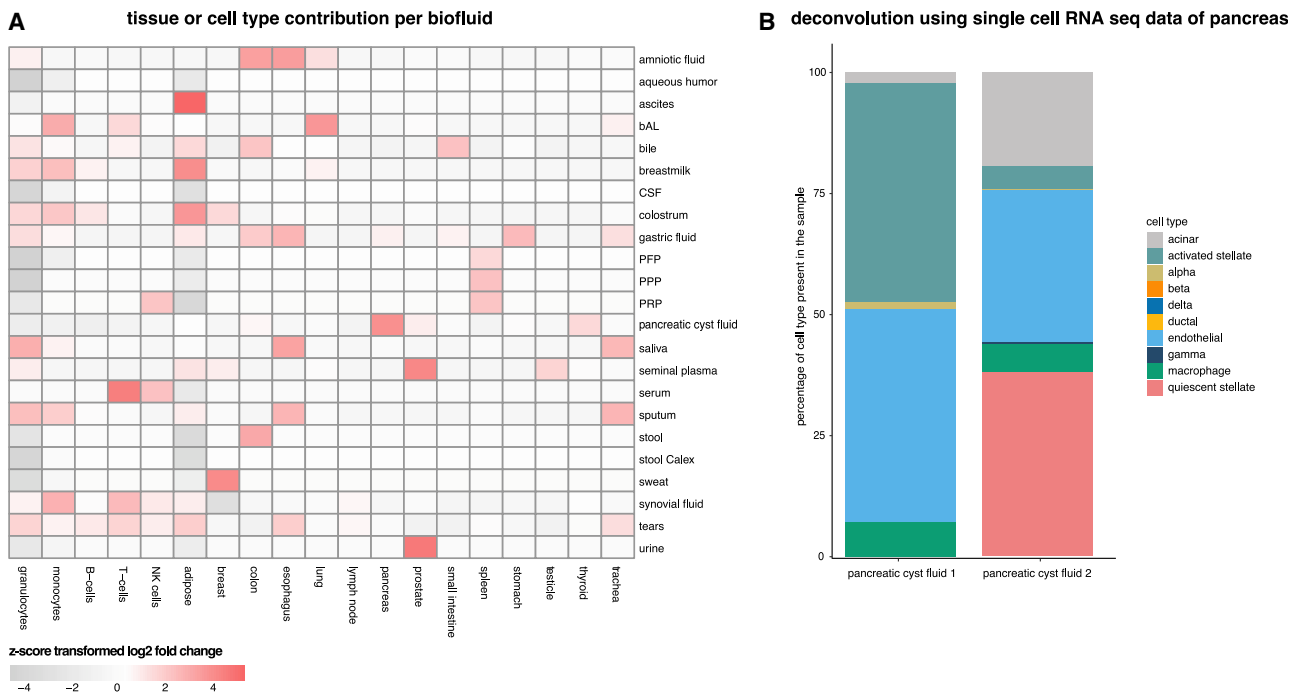 A
tissue or cell type contribution per biofluid
amniotic fluid
aqueous humor
ascites
bAL
bile
breastmilk
CSF
colostrum
gastric fluid
PFP
PPP
PRP
pancreatic cyst fluid
saliva
seminal plasma
serum
sputum
stool
stool Calex
sweat
synovial fluid
tears
urine
granulocytes
monocytes
B-cells
T-cells
NK cells
adipose
breast
colon
esophagus
lung
lymph node
pancreas
prostate
small intestine
spleen
stomach
testicle
thyroid
trachea
z-score transformed log2 fold change
−4 −2 0 2 4
B
deconvolution using single cell RNA seq data of pancreas
percentage of cell type present in the sample
100
75
50
25
0
pancreatic cyst fluid 1
pancreatic cyst fluid 2
cell type
acinar
activated stellate
alpha
beta
delta
ductal
endothelial
gamma
macrophage
quiescent stellate